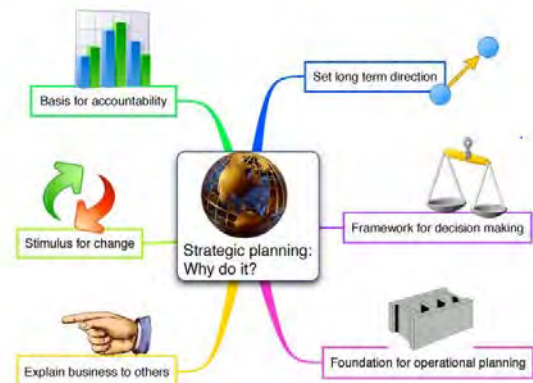 Basis for accountability
Set long term direction
Stimulus for change
Strategic planning:
Why do it?
Framework for decision making
Explain business to others
Foundation for operational planning